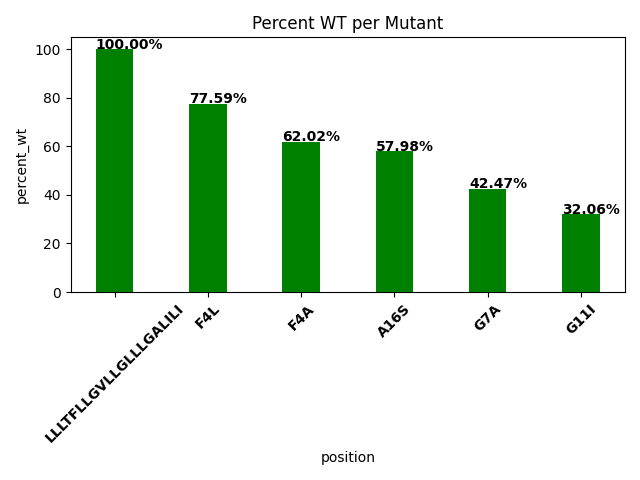 Percent WT per Mutant
percent_wt
100
80
60
40
20
0
100.00%
77.59%
62.02%
57.98%
42.47%
32.06%
LLLTFLLGVLLGLLLGALILI
F4L
F4A
A16S
G7A
G11I
position